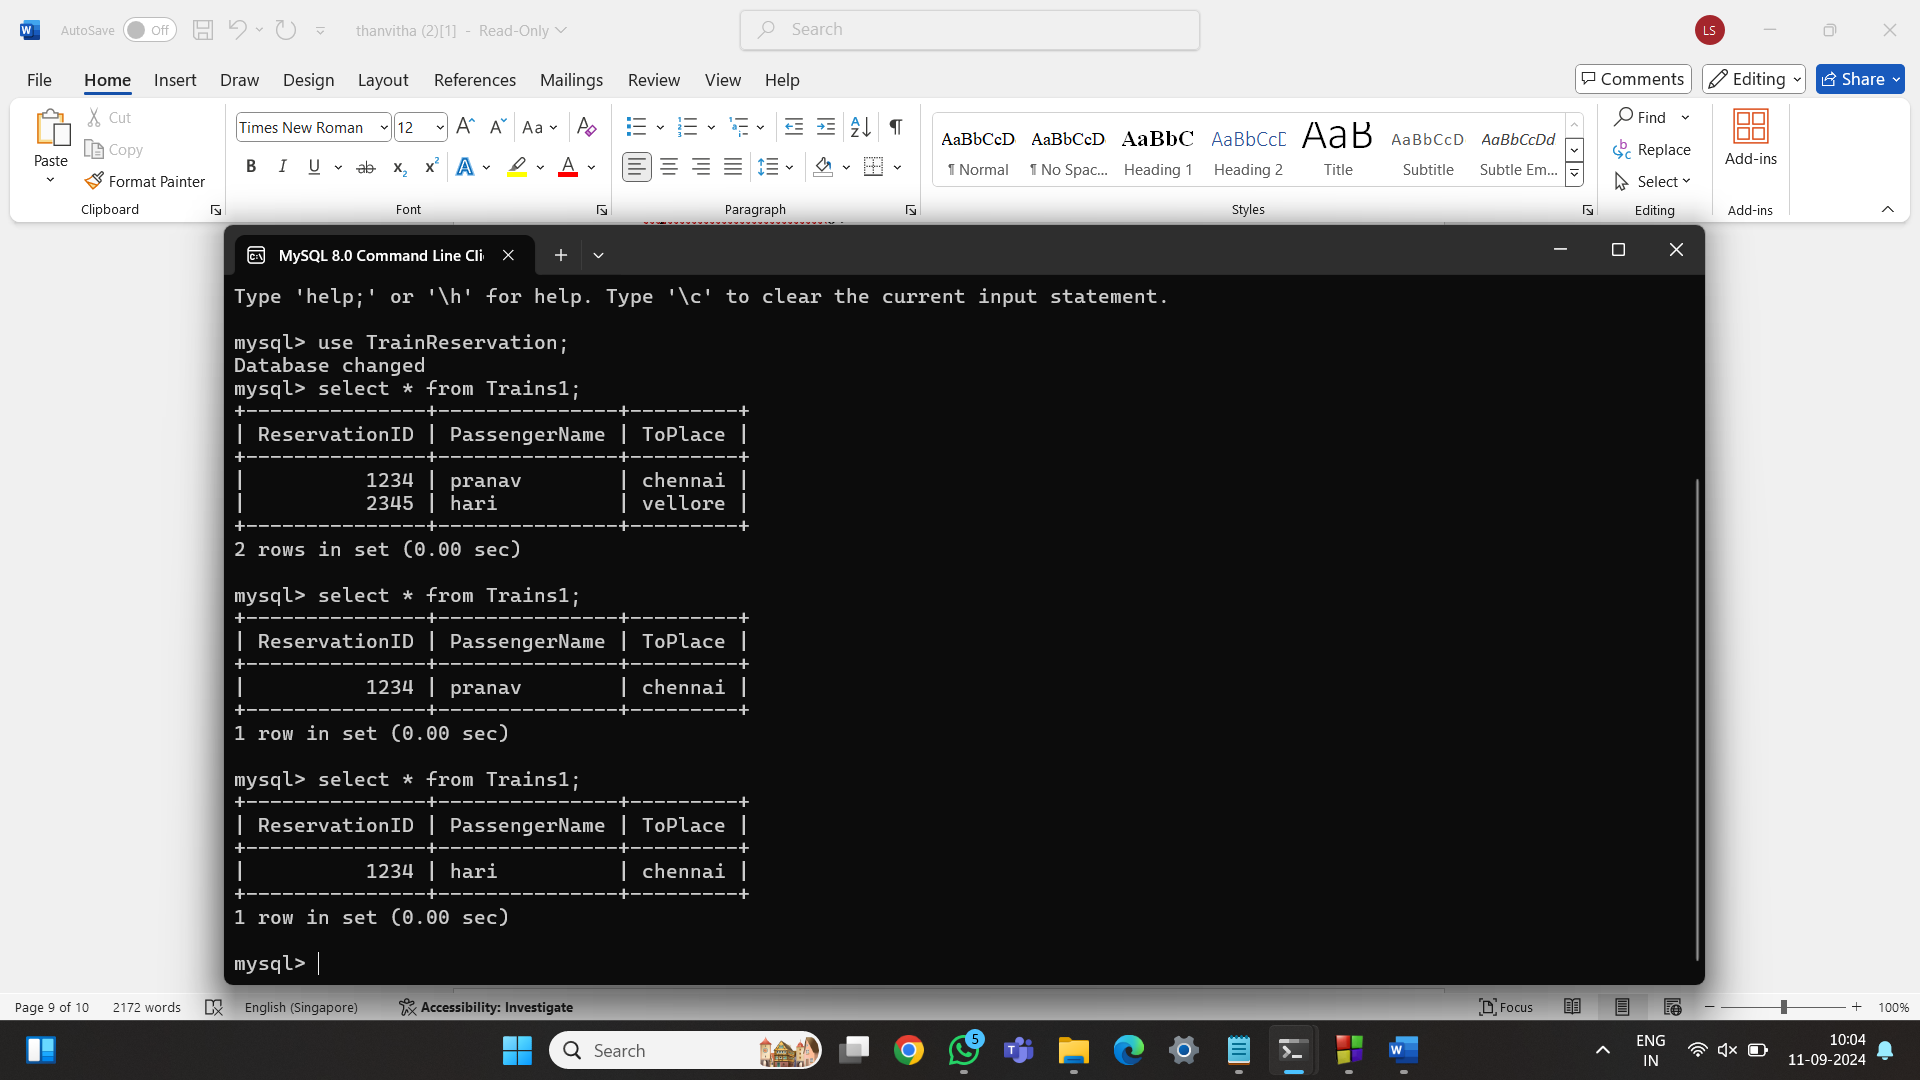 AutoSave Off thanvitha (2)[1] - Read-Only Search LS
File Home Insert Draw Design Layout References Mailings Review View Help Comments Editing Share
Paste Cut Copy Format Painter Clipboard
Times New Roman 12 Aa
B I U ab x₂ x² A A
Font
Paragraph
AaBbCcD AaBbCcD AaBbC AaBbCcD AaB AaBbCcD AaBbCcDd
¶ Normal ¶ No Spac... Heading 1 Heading 2 Title Subtitle Subtle Em...
Styles
Find
Replace
Select
Editing
Add-ins
Add-ins
MySQL 8.0 Command Line Cli
Type 'help;' or '\h' for help. Type '\c' to clear the current input statement.
mysql> use TrainReservation;
Database changed
mysql> select * from Trains1;
+---------------+---------------+---------+
| ReservationID | PassengerName | ToPlace |
+---------------+---------------+---------+
|          1234 | pranav        | chennai |
|          2345 | hari          | vellore |
+---------------+---------------+---------+
2 rows in set (0.00 sec)
mysql> select * from Trains1;
+---------------+---------------+---------+
| ReservationID | PassengerName | ToPlace |
+---------------+---------------+---------+
|          1234 | pranav        | chennai |
+---------------+---------------+---------+
1 row in set (0.00 sec)
mysql> select * from Trains1;
+---------------+---------------+---------+
| ReservationID | PassengerName | ToPlace |
+---------------+---------------+---------+
|          1234 | hari          | chennai |
+---------------+---------------+---------+
1 row in set (0.00 sec)
mysql>
Page 9 of 10 2172 words English (Singapore) Accessibility: Investigate Focus 100%
Search 5 ENG IN 10:04 11-09-2024